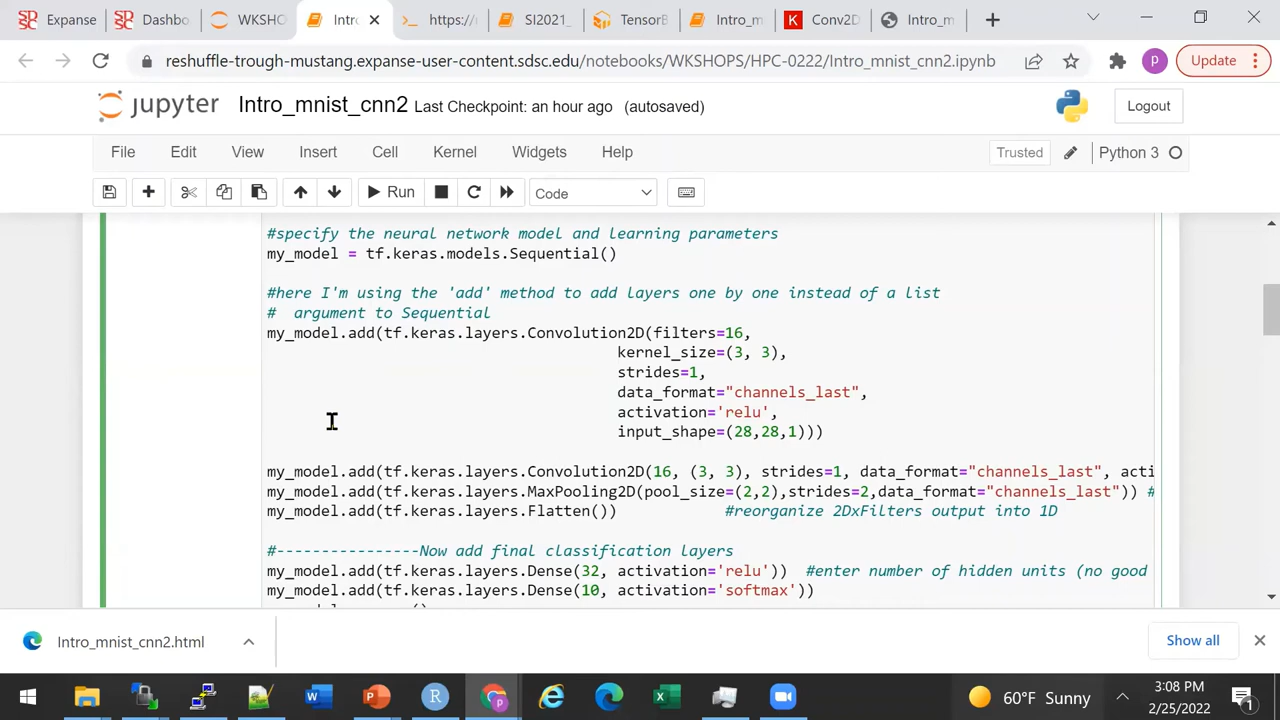 Expanse
Dashbo
WKSHO
Intro
https://
SI2021_
TensorB
Intro_m
Conv2D
Intro_m
reshuffle-trough-mustang.expanse-user-content.sdsc.edu/notebooks/WKSHOPS/HPC-0222/Intro_mnist_cnn2.ipynb
P
Update
jupyter Intro_mnist_cnn2 Last Checkpoint: an hour ago (autosaved)
Logout
File Edit View Insert Cell Kernel Widgets Help
Trusted
Python 3
Run
Code
#specify the neural network model and learning parameters
my_model = tf.keras.models.Sequential()
#here I'm using the 'add' method to add layers one by one instead of a list
# argument to Sequential
my_model.add(tf.keras.layers.Convolution2D(filters=16,
kernel_size=(3, 3),
strides=1,
data_format="channels_last",
activation='relu',
input_shape=(28,28,1)))
my_model.add(tf.keras.layers.Convolution2D(16, (3, 3), strides=1, data_format="channels_last", acti
my_model.add(tf.keras.layers.MaxPooling2D(pool_size=(2,2),strides=2,data_format="channels_last")) #
my_model.add(tf.keras.layers.Flatten()) #reorganize 2DxFilters output into 1D
#----------------Now add final classification layers
my_model.add(tf.keras.layers.Dense(32, activation='relu')) #enter number of hidden units (no good
my_model.add(tf.keras.layers.Dense(10, activation='softmax'))
Intro_mnist_cnn2.html
Show all
60°F Sunny
3:08 PM
2/25/2022
1